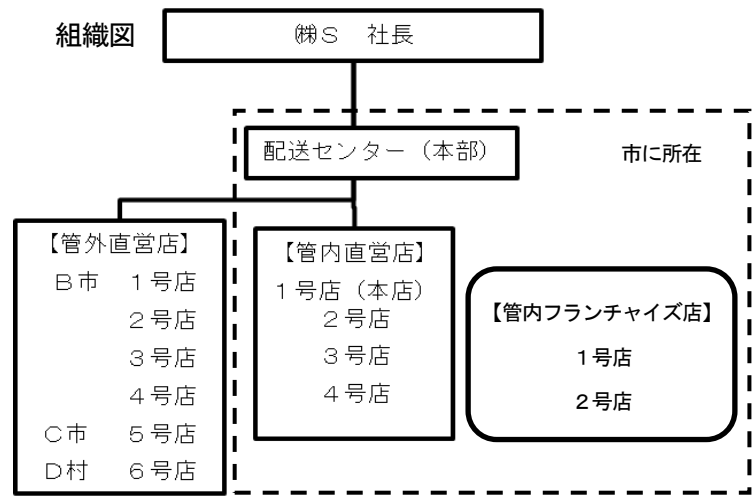 組織図
㈱Ｓ　社長
配送センター（本部）
市に所在
【管外直営店】
Ｂ市　１号店
２号店
３号店
４号店
Ｃ市　５号店
Ｄ村　６号店
【管内直営店】
１号店（本店）
２号店
３号店
４号店
【管内フランチャイズ店】
１号店
２号店